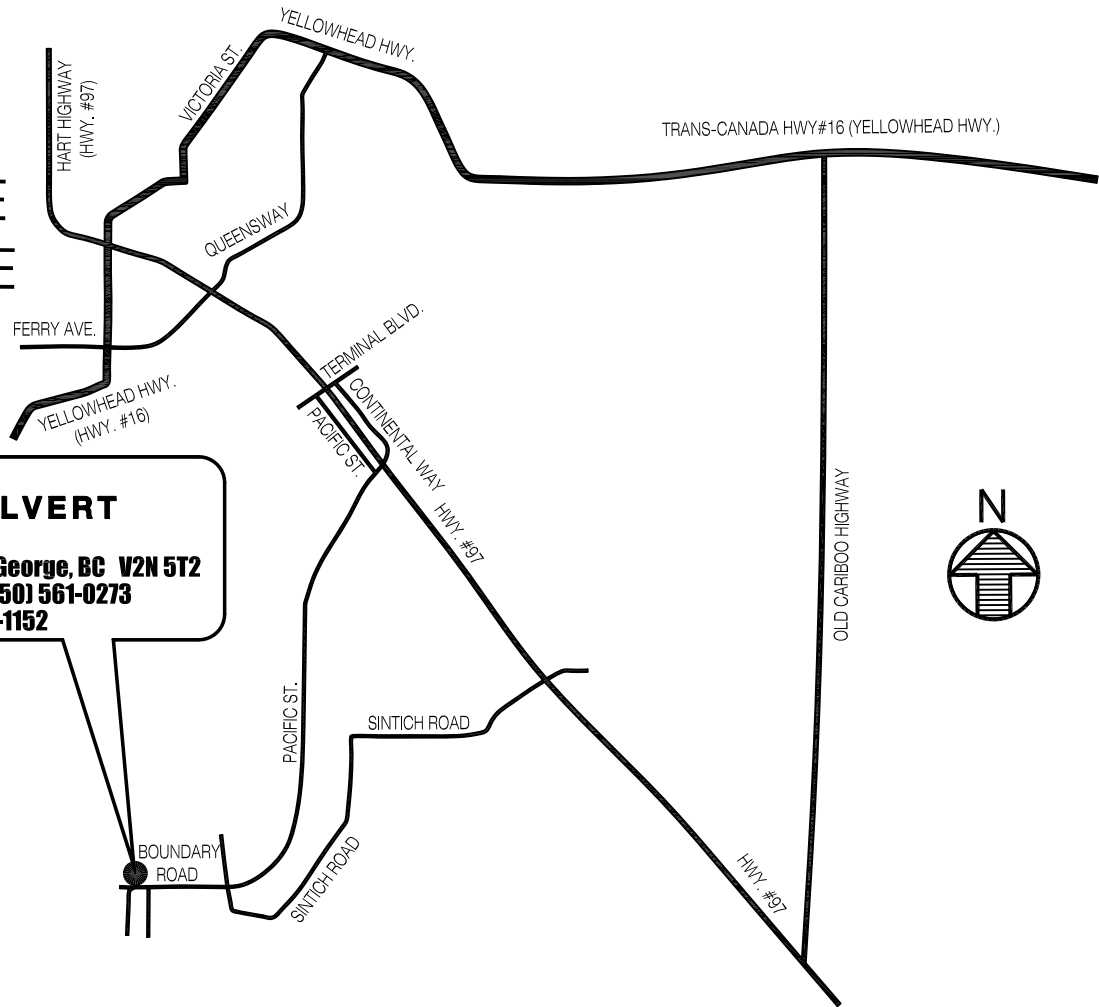 YELLOWHEAD HWY.
HART HIGHWAY
(HWY. #97)
VICTORIA ST.
TRANS-CANADA HWY#16 (YELLOWHEAD HWY.)
QUEENSWAY
FERRY AVE.
TERMINAL BLVD.
YELLOWHEAD HWY.
(HWY. #16)
CONTINENTAL WAY
PACIFIC ST.
HWY. #97
LVERT
George, BC V2N 5T2
50) 561-0273
-1152
OLD CARIBOO HIGHWAY
N
PACIFIC ST.
SINTICH ROAD
BOUNDARY
ROAD
SINTICH ROAD
HWY. #97